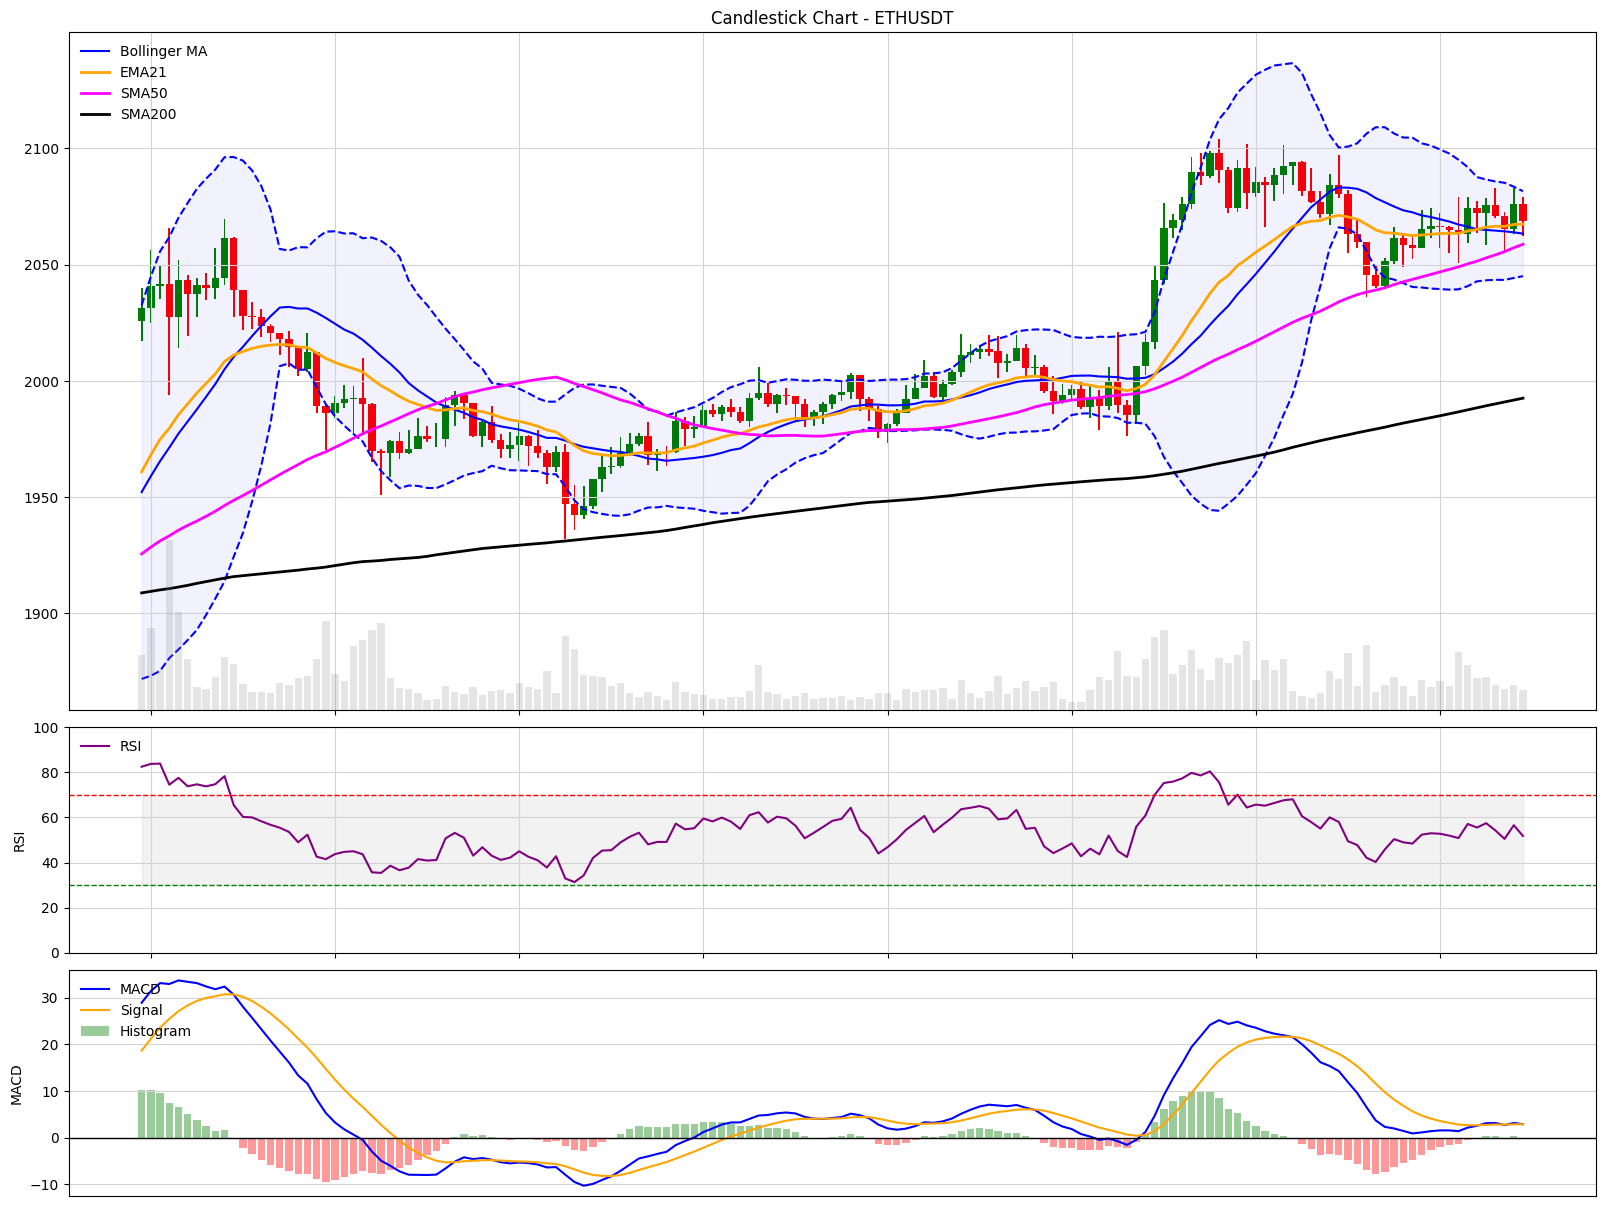 Candlestick Chart - ETHUSDT
Bollinger MA
EMA21
SMA50
SMA200
2100
2050
2000
1950
1900
RSI
100
80
60
40
20
0
RSI
MACD
Signal
Histogram
30
20
10
0
−10
MACD